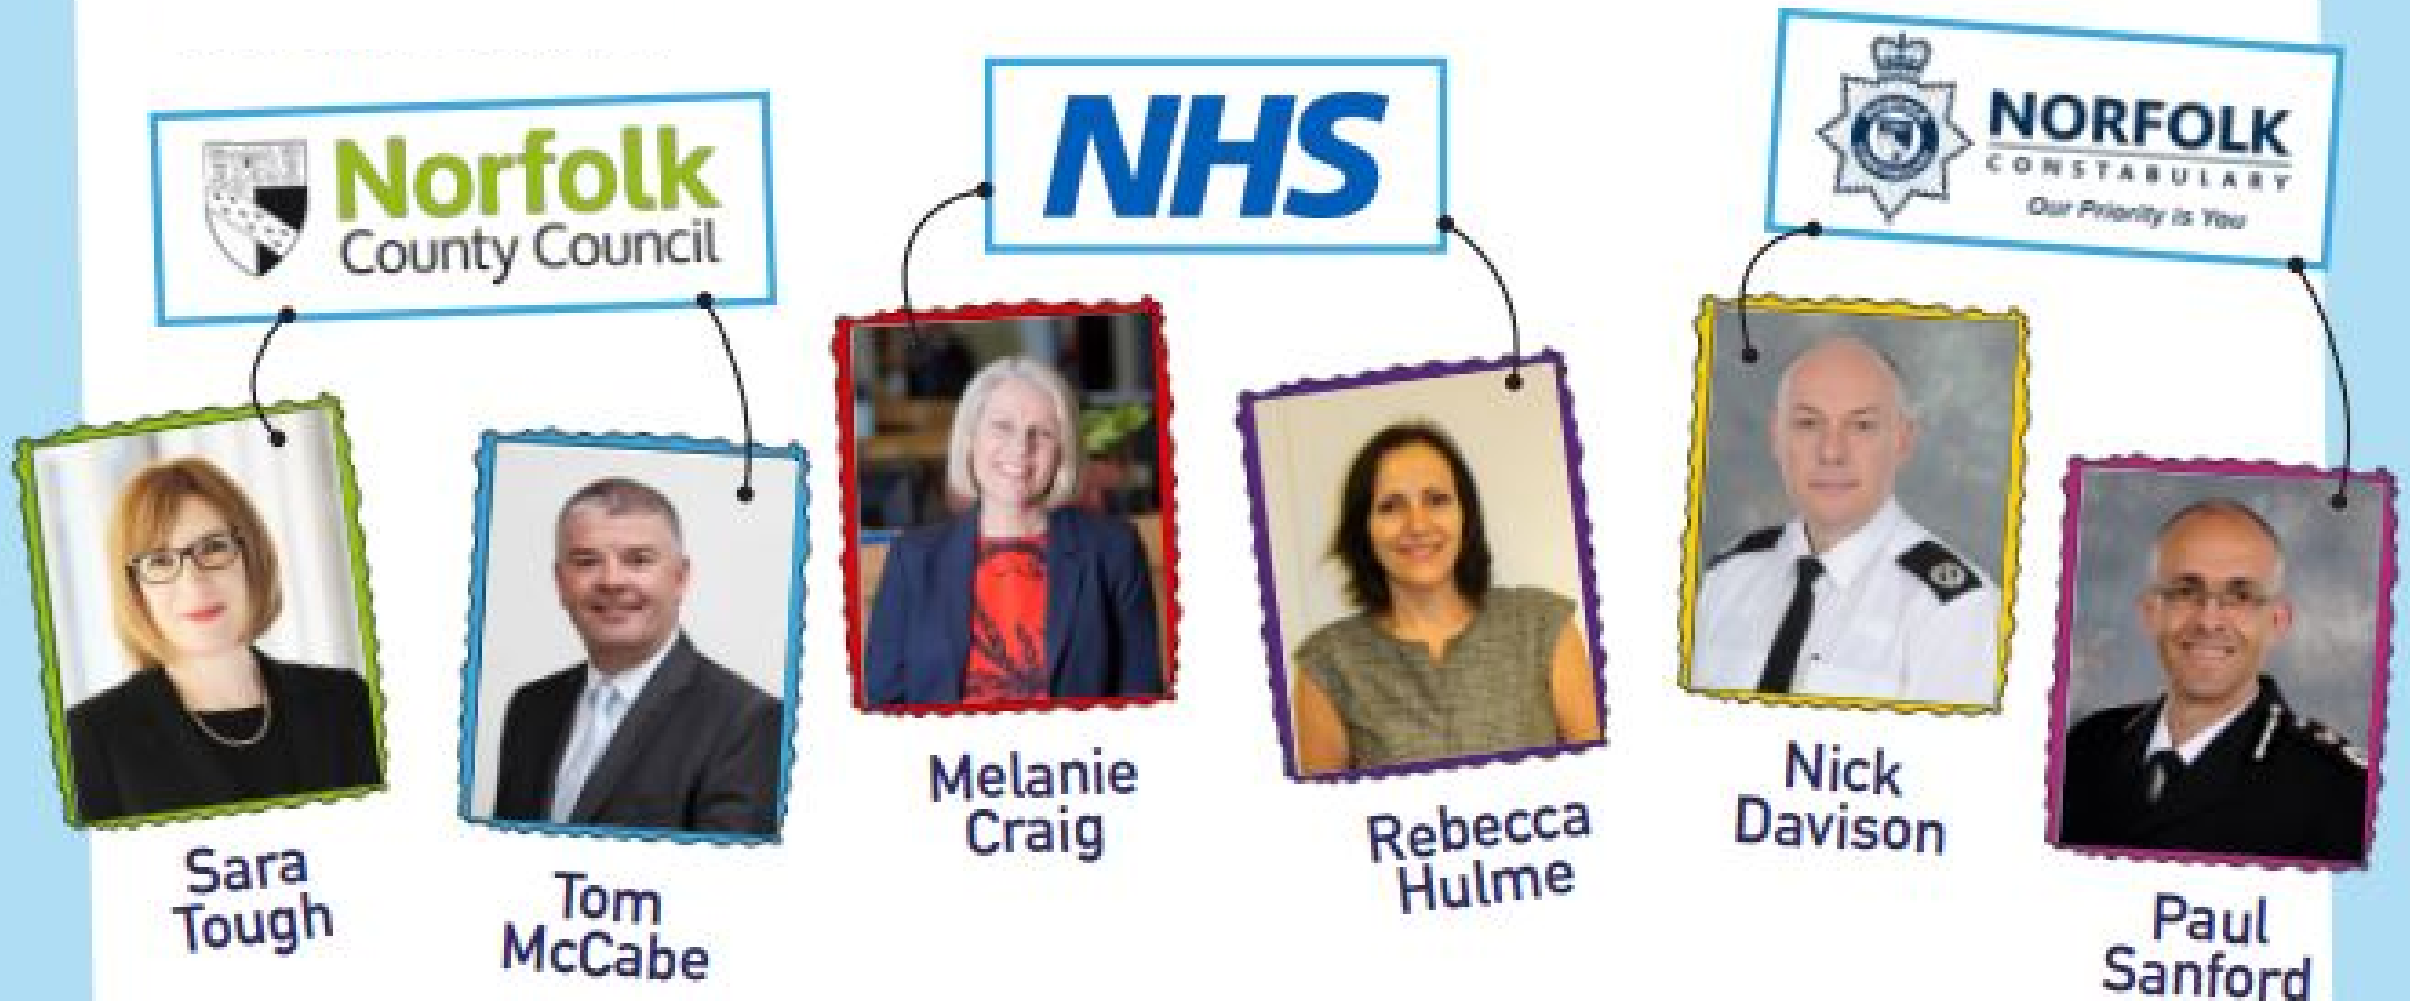 Norfolk
County Council
NHS
NORFOLK
CONSTABULARY
Our Priority is You
Sara
Tough
Tom
McCabe
Melanie
Craig
Rebecca
Hulme
Nick
Davison
Paul
Sanford